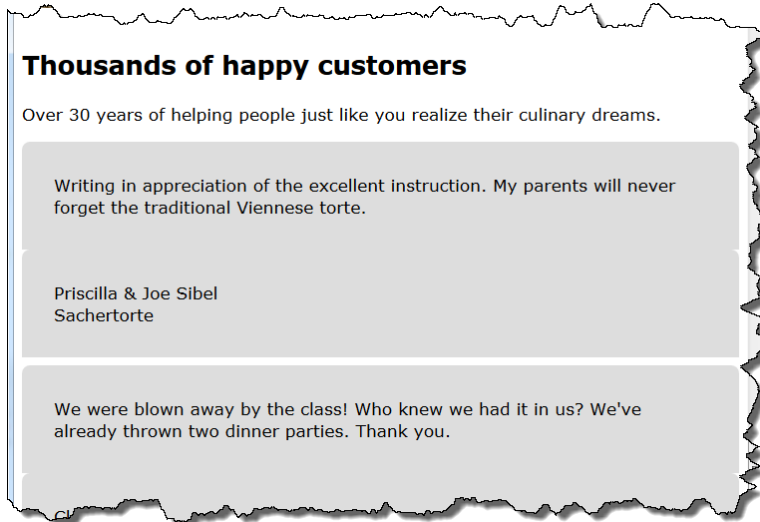 Thousands of happy customers
Over 30 years of helping people just like you realize their culinary dreams.
Writing in appreciation of the excellent instruction. My parents will never
forget the traditional Viennese torte.
Priscilla & Joe Sibel
Sachertorte
We were blown away by the class! Who knew we had it in us? We've
already thrown two dinner parties. Thank you.